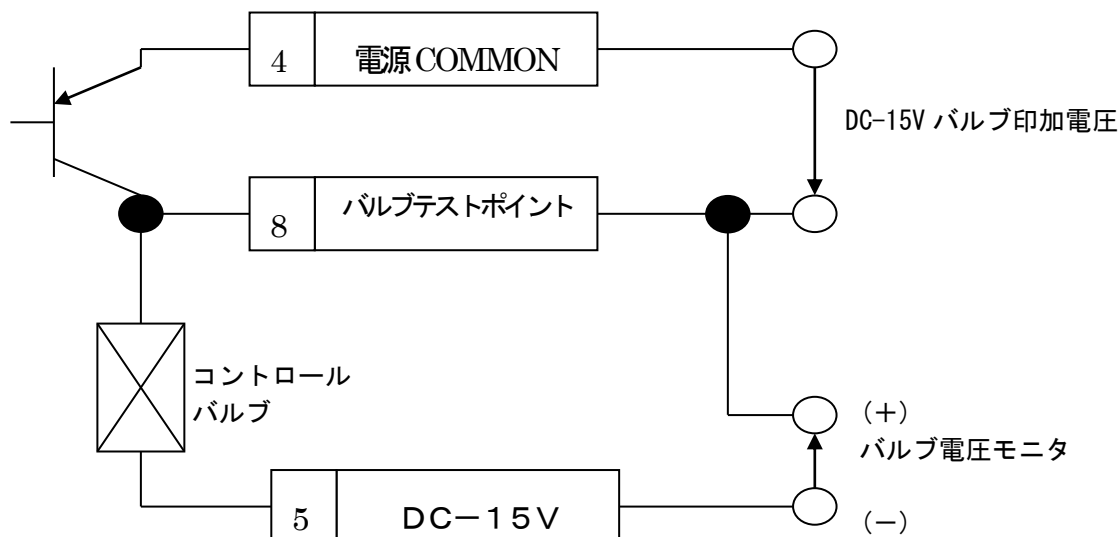 4 電源COMMON
DC-15V バルブ印加電圧
8 バルブテストポイント
コントロール
バルブ
(+)
バルブ電圧モニタ
5 DC-15V
(-)